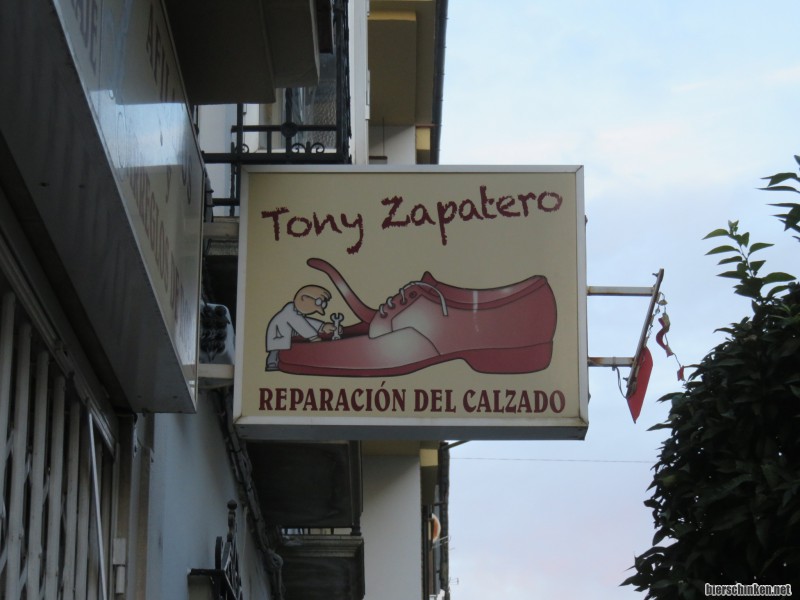 Tony Zapatero
REPARACIÓN DEL CALZADO
bierschinken.net